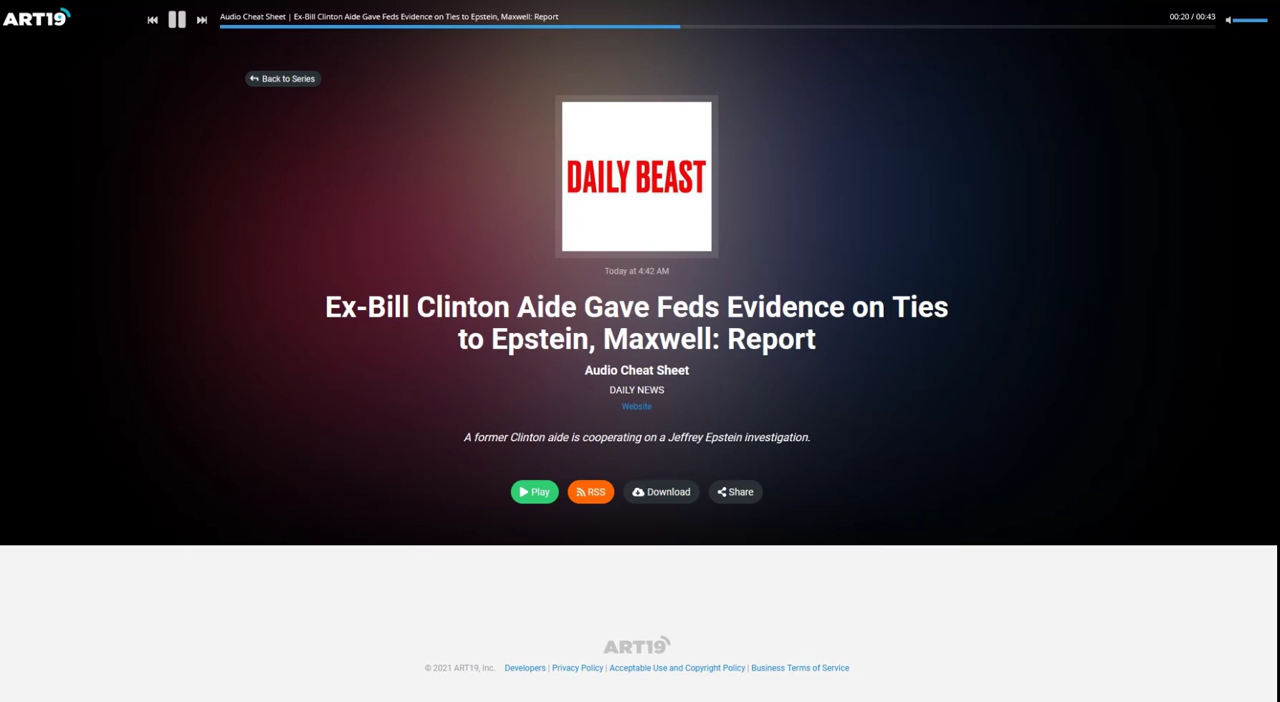 ART19
Audio Cheat Sheet | Ex-Bill Clinton Aide Gave Feds Evidence on Ties to Epstein, Maxwell: Report
00:20 / 00:43
Back to Series
DAILY BEAST
Today at 4:42 AM
Ex-Bill Clinton Aide Gave Feds Evidence on Ties
to Epstein, Maxwell: Report
Audio Cheat Sheet
DAILY NEWS
Website
A former Clinton aide is cooperating on a Jeffrey Epstein investigation.
Play RSS Download Share
ART19
© 2021 ART19, Inc. Developers | Privacy Policy | Acceptable Use and Copyright Policy | Business Terms of Service